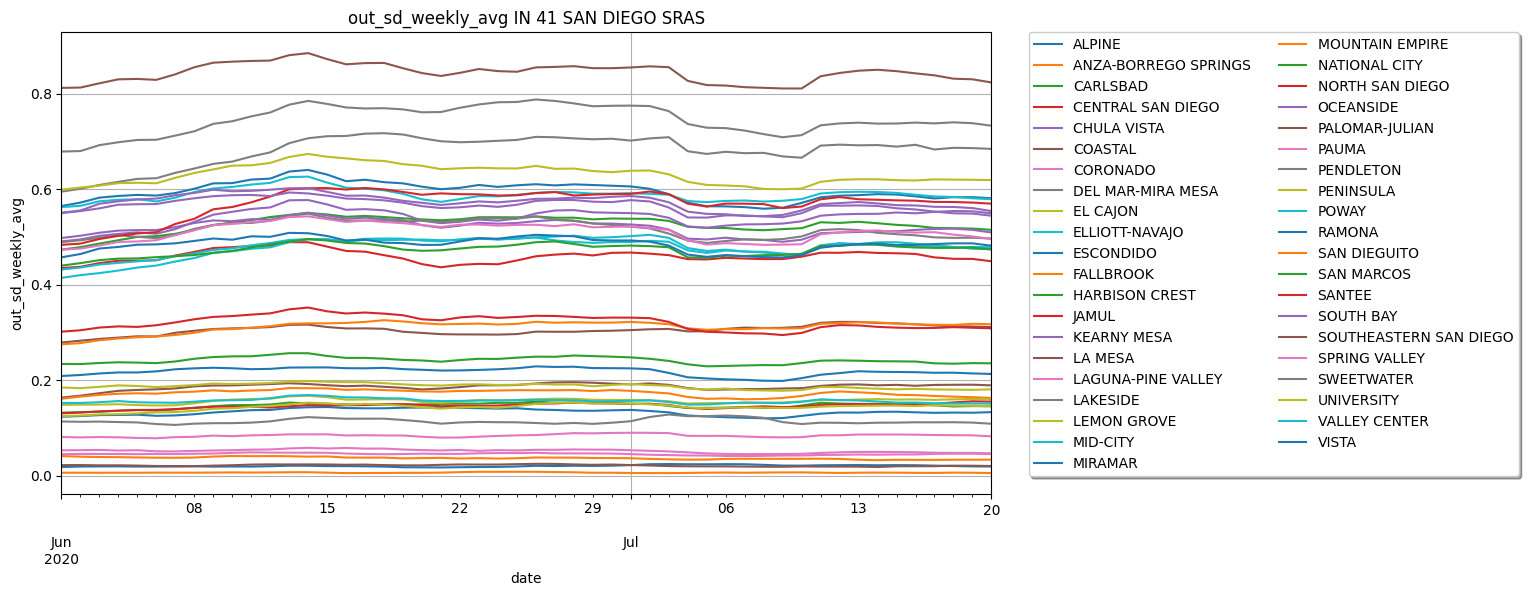 out_sd_weekly_avg IN 41 SAN DIEGO SRAS
out_sd_weekly_avg
0.8
0.6
0.4
0.2
0.0
08
15
22
29
06
13
20
Jun
2020
Jul
date
ALPINE
ANZA-BORREGO SPRINGS
CARLSBAD
CENTRAL SAN DIEGO
CHULA VISTA
COASTAL
CORONADO
DEL MAR-MIRA MESA
EL CAJON
ELLIOTT-NAVAJO
ESCONDIDO
FALLBROOK
HARBISON CREST
JAMUL
KEARNY MESA
LA MESA
LAGUNA-PINE VALLEY
LAKESIDE
LEMON GROVE
MID-CITY
MIRAMAR
MOUNTAIN EMPIRE
NATIONAL CITY
NORTH SAN DIEGO
OCEANSIDE
PALOMAR-JULIAN
PAUMA
PENDLETON
PENINSULA
POWAY
RAMONA
SAN DIEGUITO
SAN MARCOS
SANTEE
SOUTH BAY
SOUTHEASTERN SAN DIEGO
SPRING VALLEY
SWEETWATER
UNIVERSITY
VALLEY CENTER
VISTA